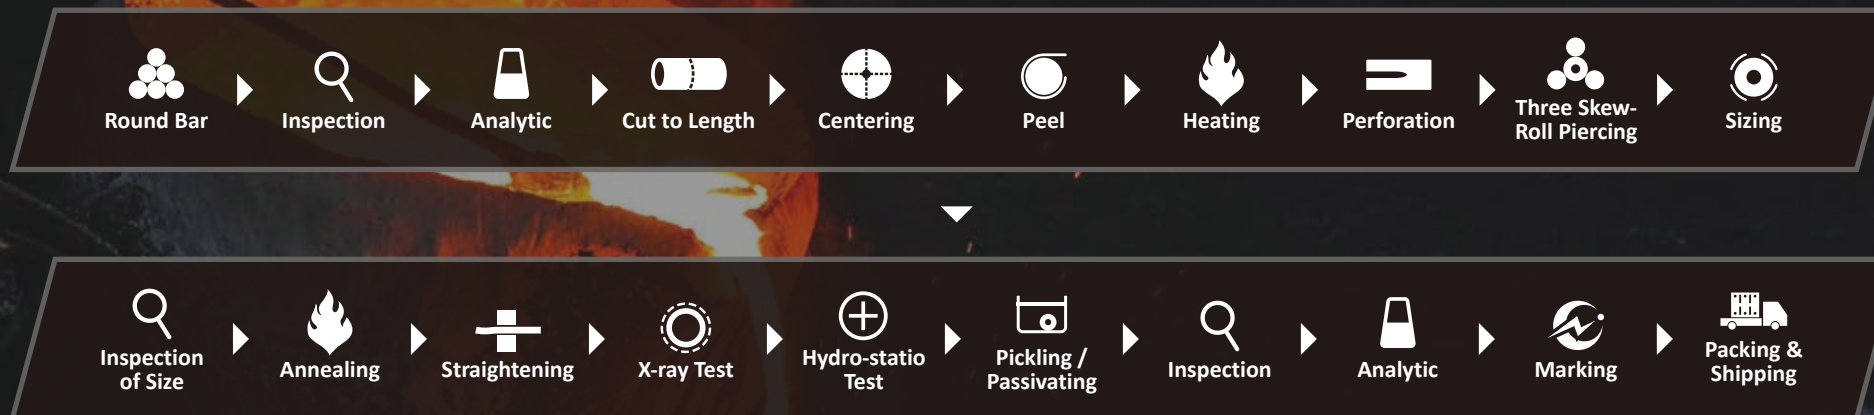 Round Bar
Inspection
Analytic
Cut to Length
Centering
Peel
Heating
Perforation
Three Skew-
Roll Piercing
Sizing
Inspection
of Size
Annealing
Straightening
X-ray Test
Hydro-statio
Test
Pickling /
Passivating
Inspection
Analytic
Marking
Packing &
Shipping